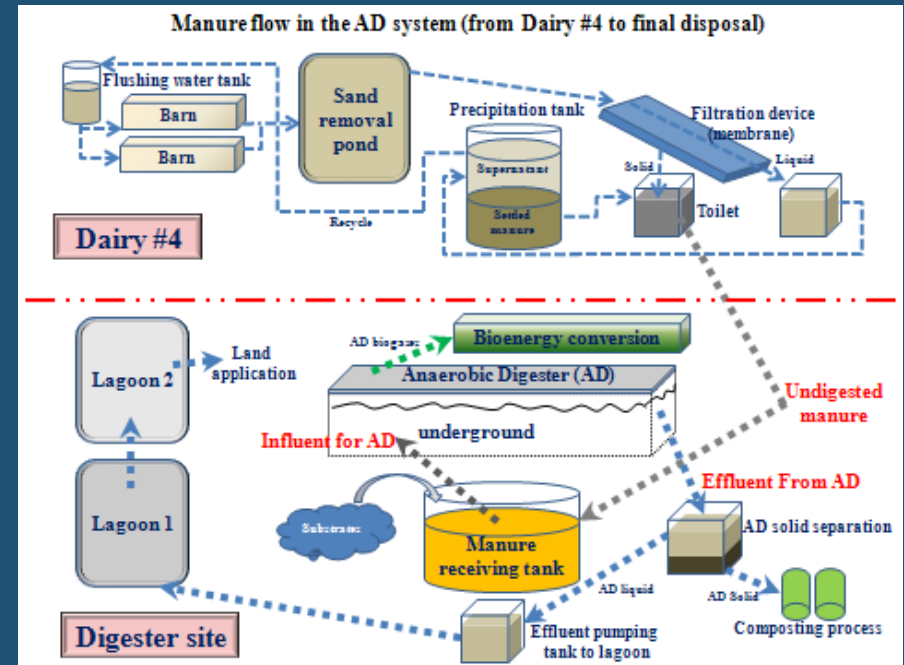 Manure flow in the AD system (from Dairy #4 to final disposal)
Flushing water tank
Barn
Barn
Sand
removal
pond
Precipitation tank
Supernatant
Settled
manure
Recycle
Filtration device
(membrane)
Solid
Liquid
Toilet
Dairy #4
Lagoon 2
Land
application
Lagoon 1
AD biogases
Bioenergy conversion
Anaerobic Digester (AD)
underground
Influent for AD
Undigested
manure
Effluent From AD
Substrates
Manure
receiving tank
AD solid separation
AD liquid
AD Solid
Composting process
Effluent pumping
tank to lagoon
Digester site